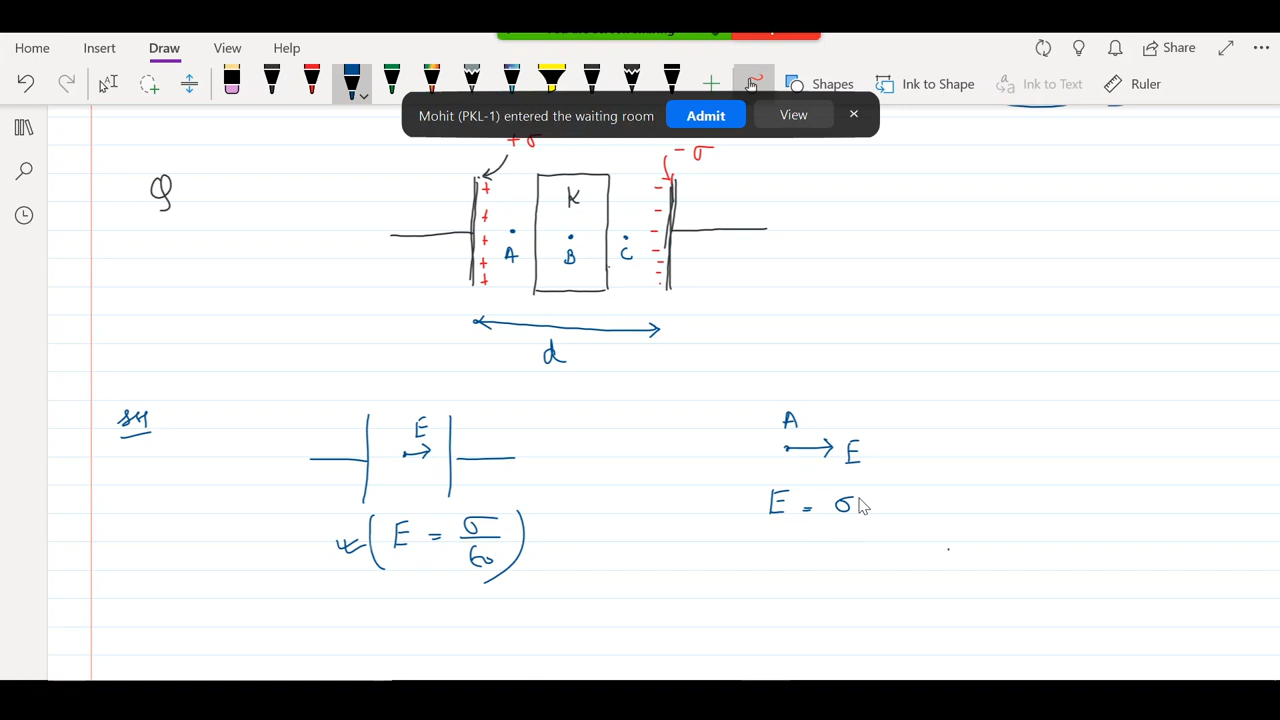 Home Insert Draw View Help Share
Shapes Ink to Shape Ink to Text Ruler
Mohit (PKL-1) entered the waiting room Admit View
+ σ - σ
Q
K
A B C
d
E
A
E
E = σ/ϵ₀
E = σ